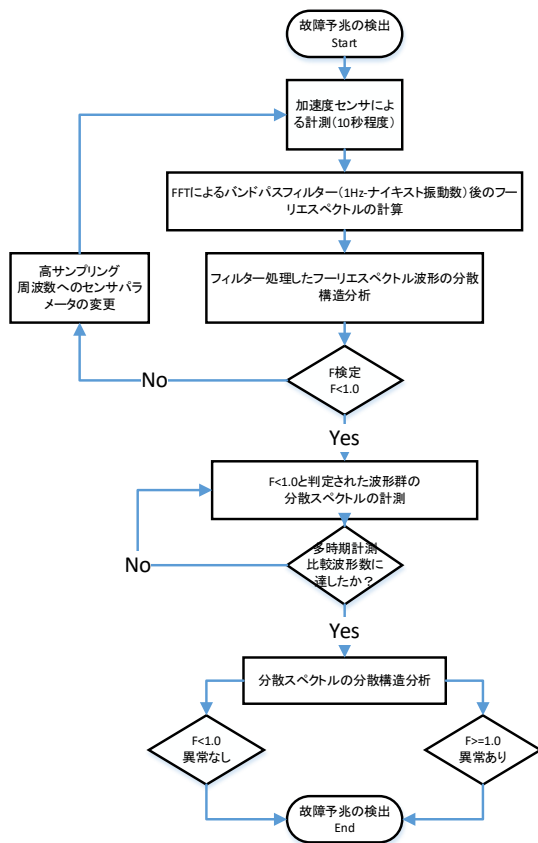 故障予兆の検出
Start
加速度センサによ
る計測（10秒程度）
FFTによるバンドパスフィルター（1Hz-ナイキスト振動数）後のフー
リエスペクトルの計算
高サンプリング
周波数へのセンサパラ
メータの変更
フィルター処理したフーリエスペクトル波形の分散
構造分析
F検定
F<1.0
No
Yes
F<1.0と判定された波形群の
分散スペクトルの計測
多時期計測
比較波形数に
達したか？
No
Yes
分散スペクトルの分散構造分析
F<1.0
異常なし
F>=1.0
異常あり
故障予兆の検出
End